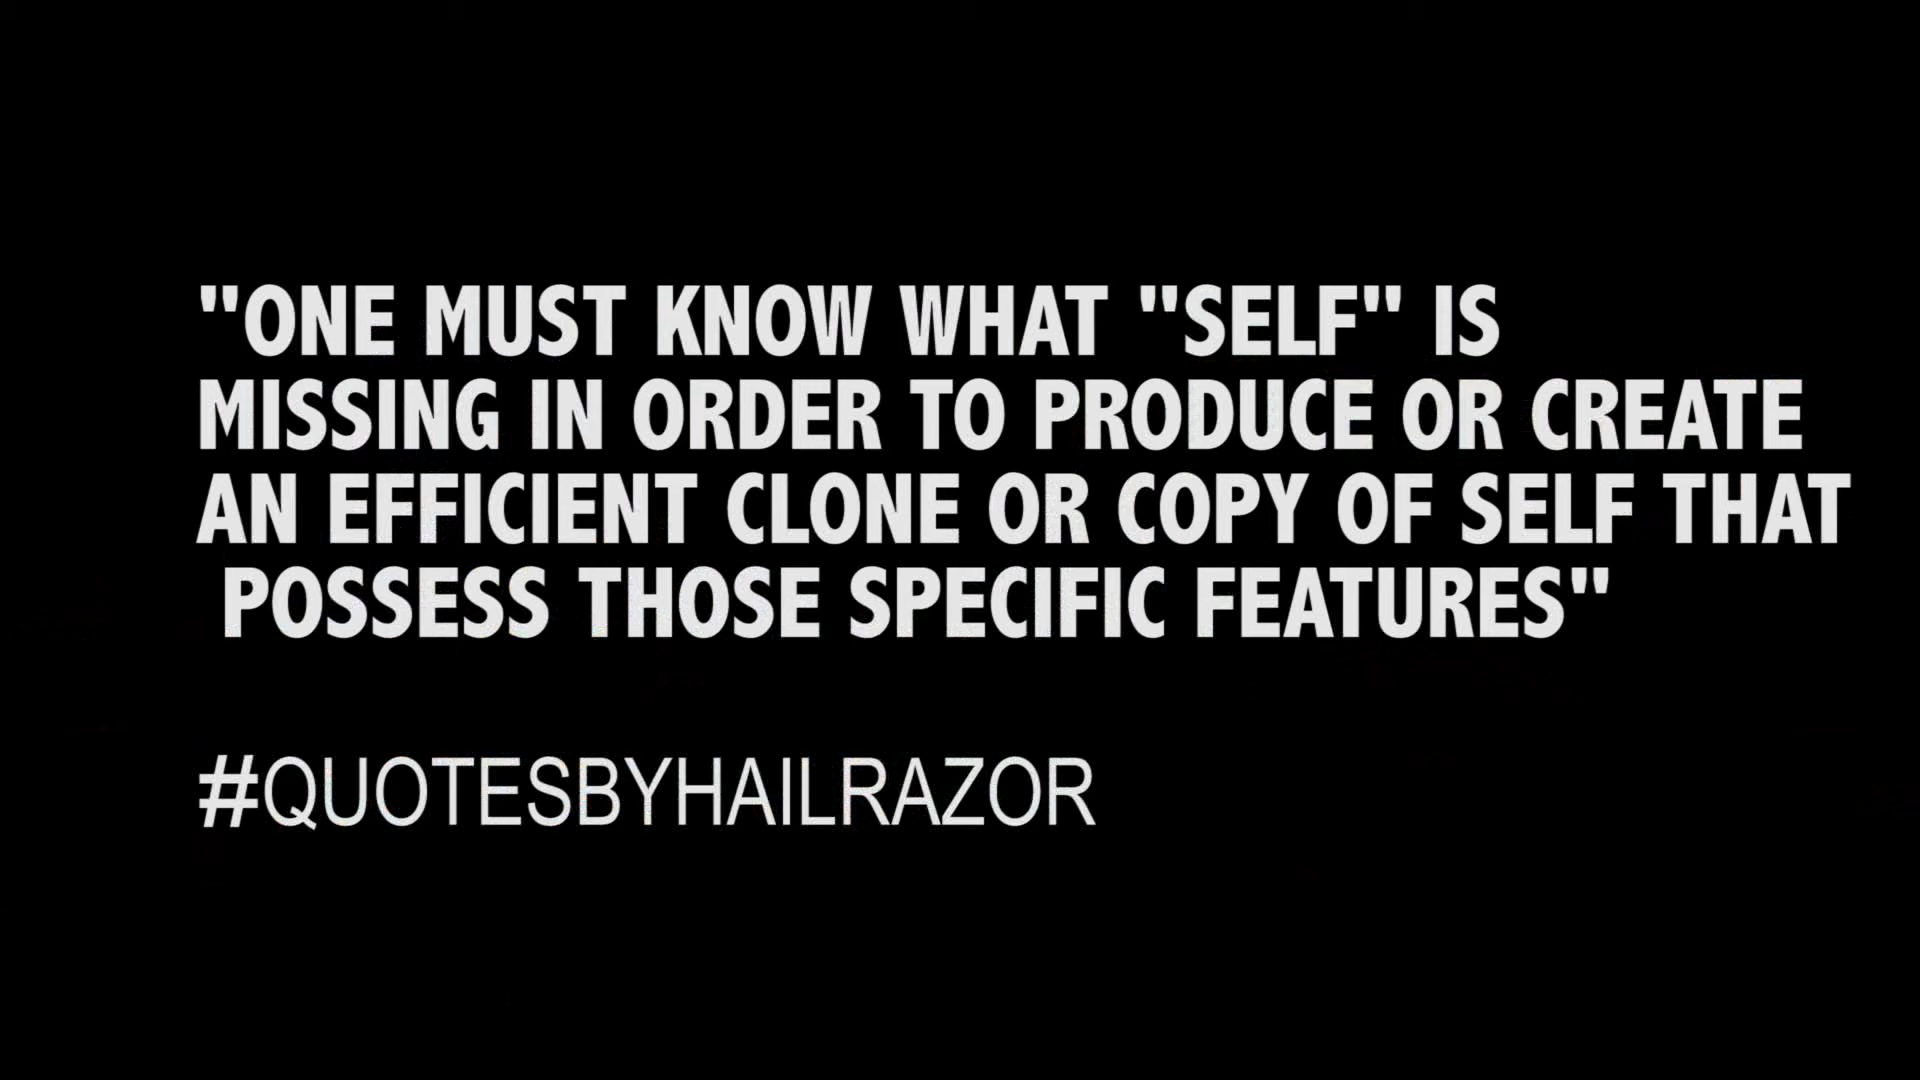 "ONE MUST KNOW WHAT "SELF" IS
MISSING IN ORDER TO PRODUCE OR CREATE
AN EFFICIENT CLONE OR COPY OF SELF THAT
POSSESS THOSE SPECIFIC FEATURES"
#QUOTESBYHAILRAZOR